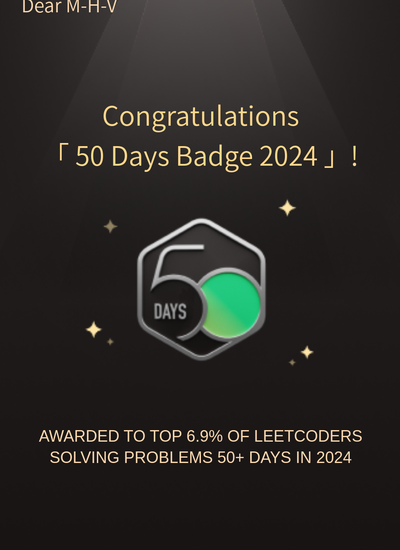 Dear M-H-V
Congratulations
「 50 Days Badge 2024 」!
50
DAYS
AWARDED TO TOP 6.9% OF LEETCODERS
SOLVING PROBLEMS 50+ DAYS IN 2024